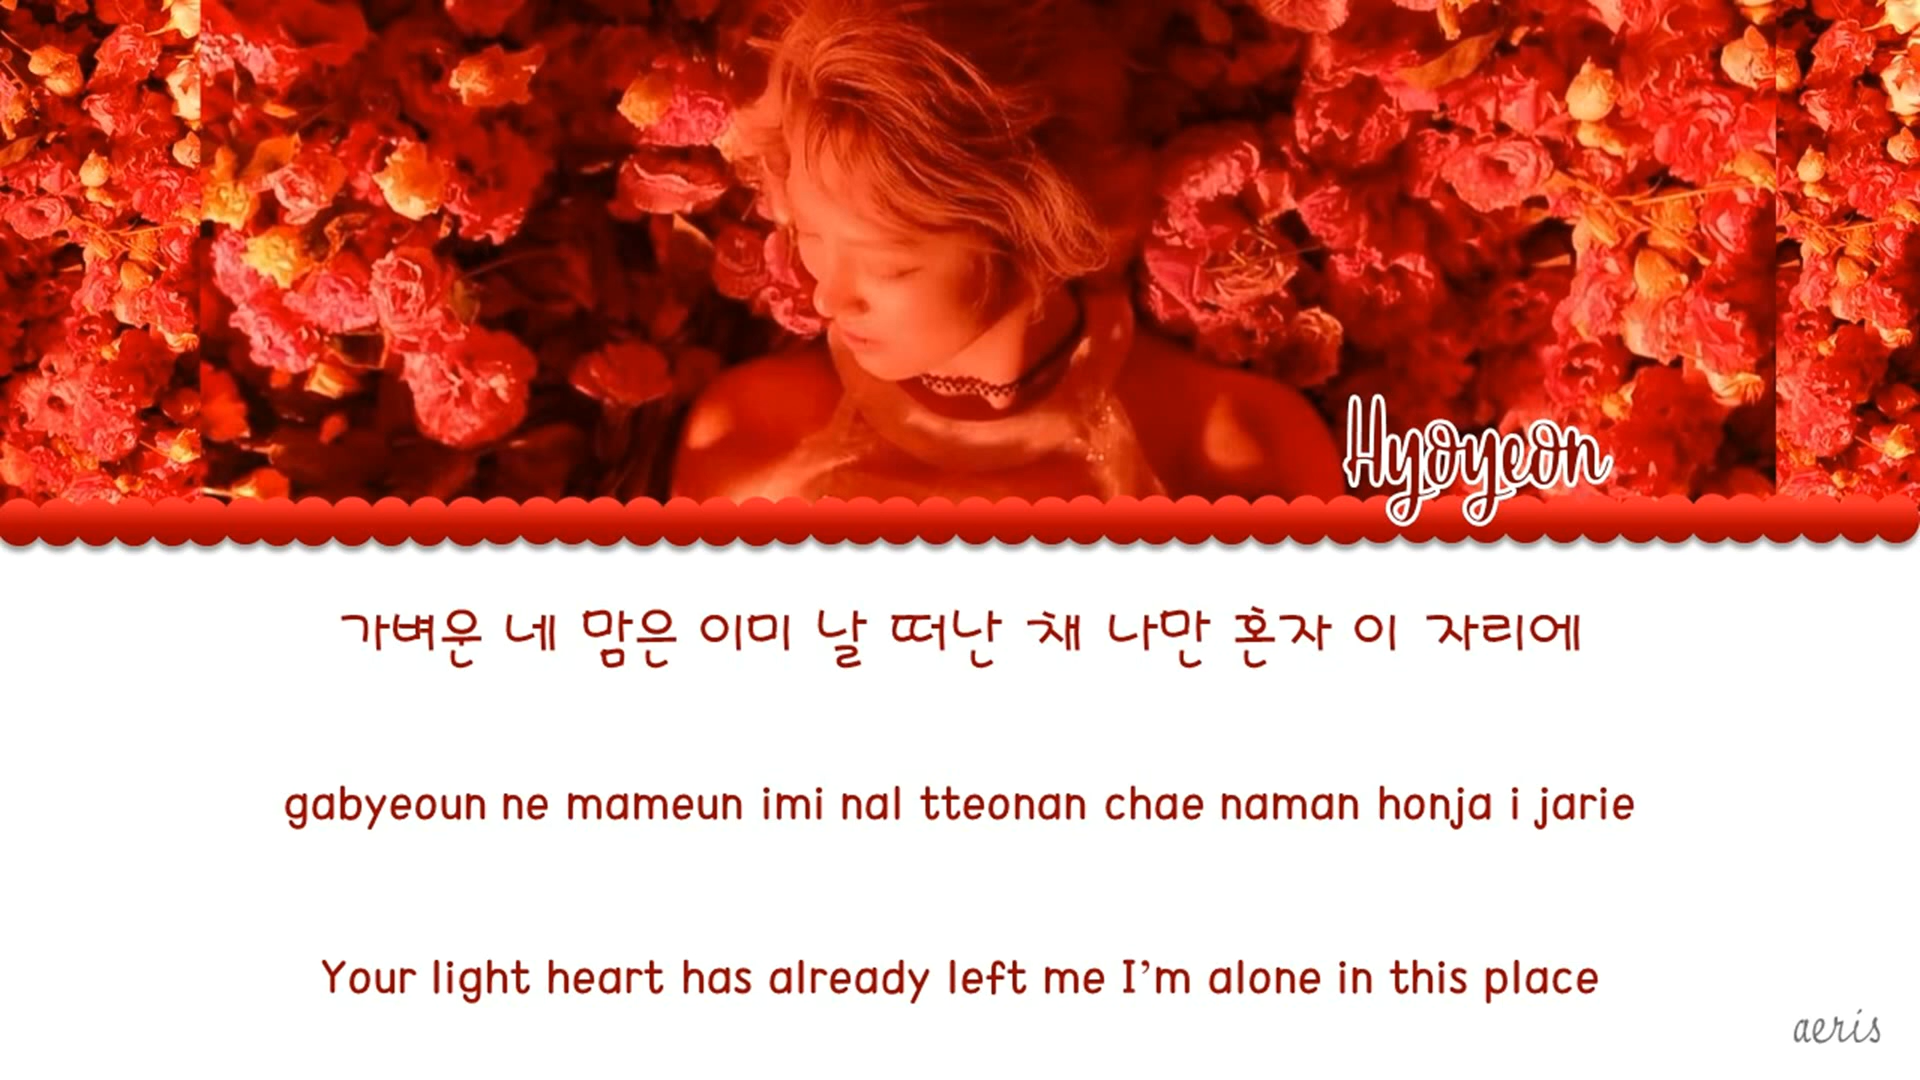 Hyoyeon
가벼운 네 맘은 이미 날 떠난 채 나만 혼자 이 자리에
gabyeoun ne mameun imi nal tteonan chae naman honja i jarie
Your light heart has already left me I’m alone in this place
aeris